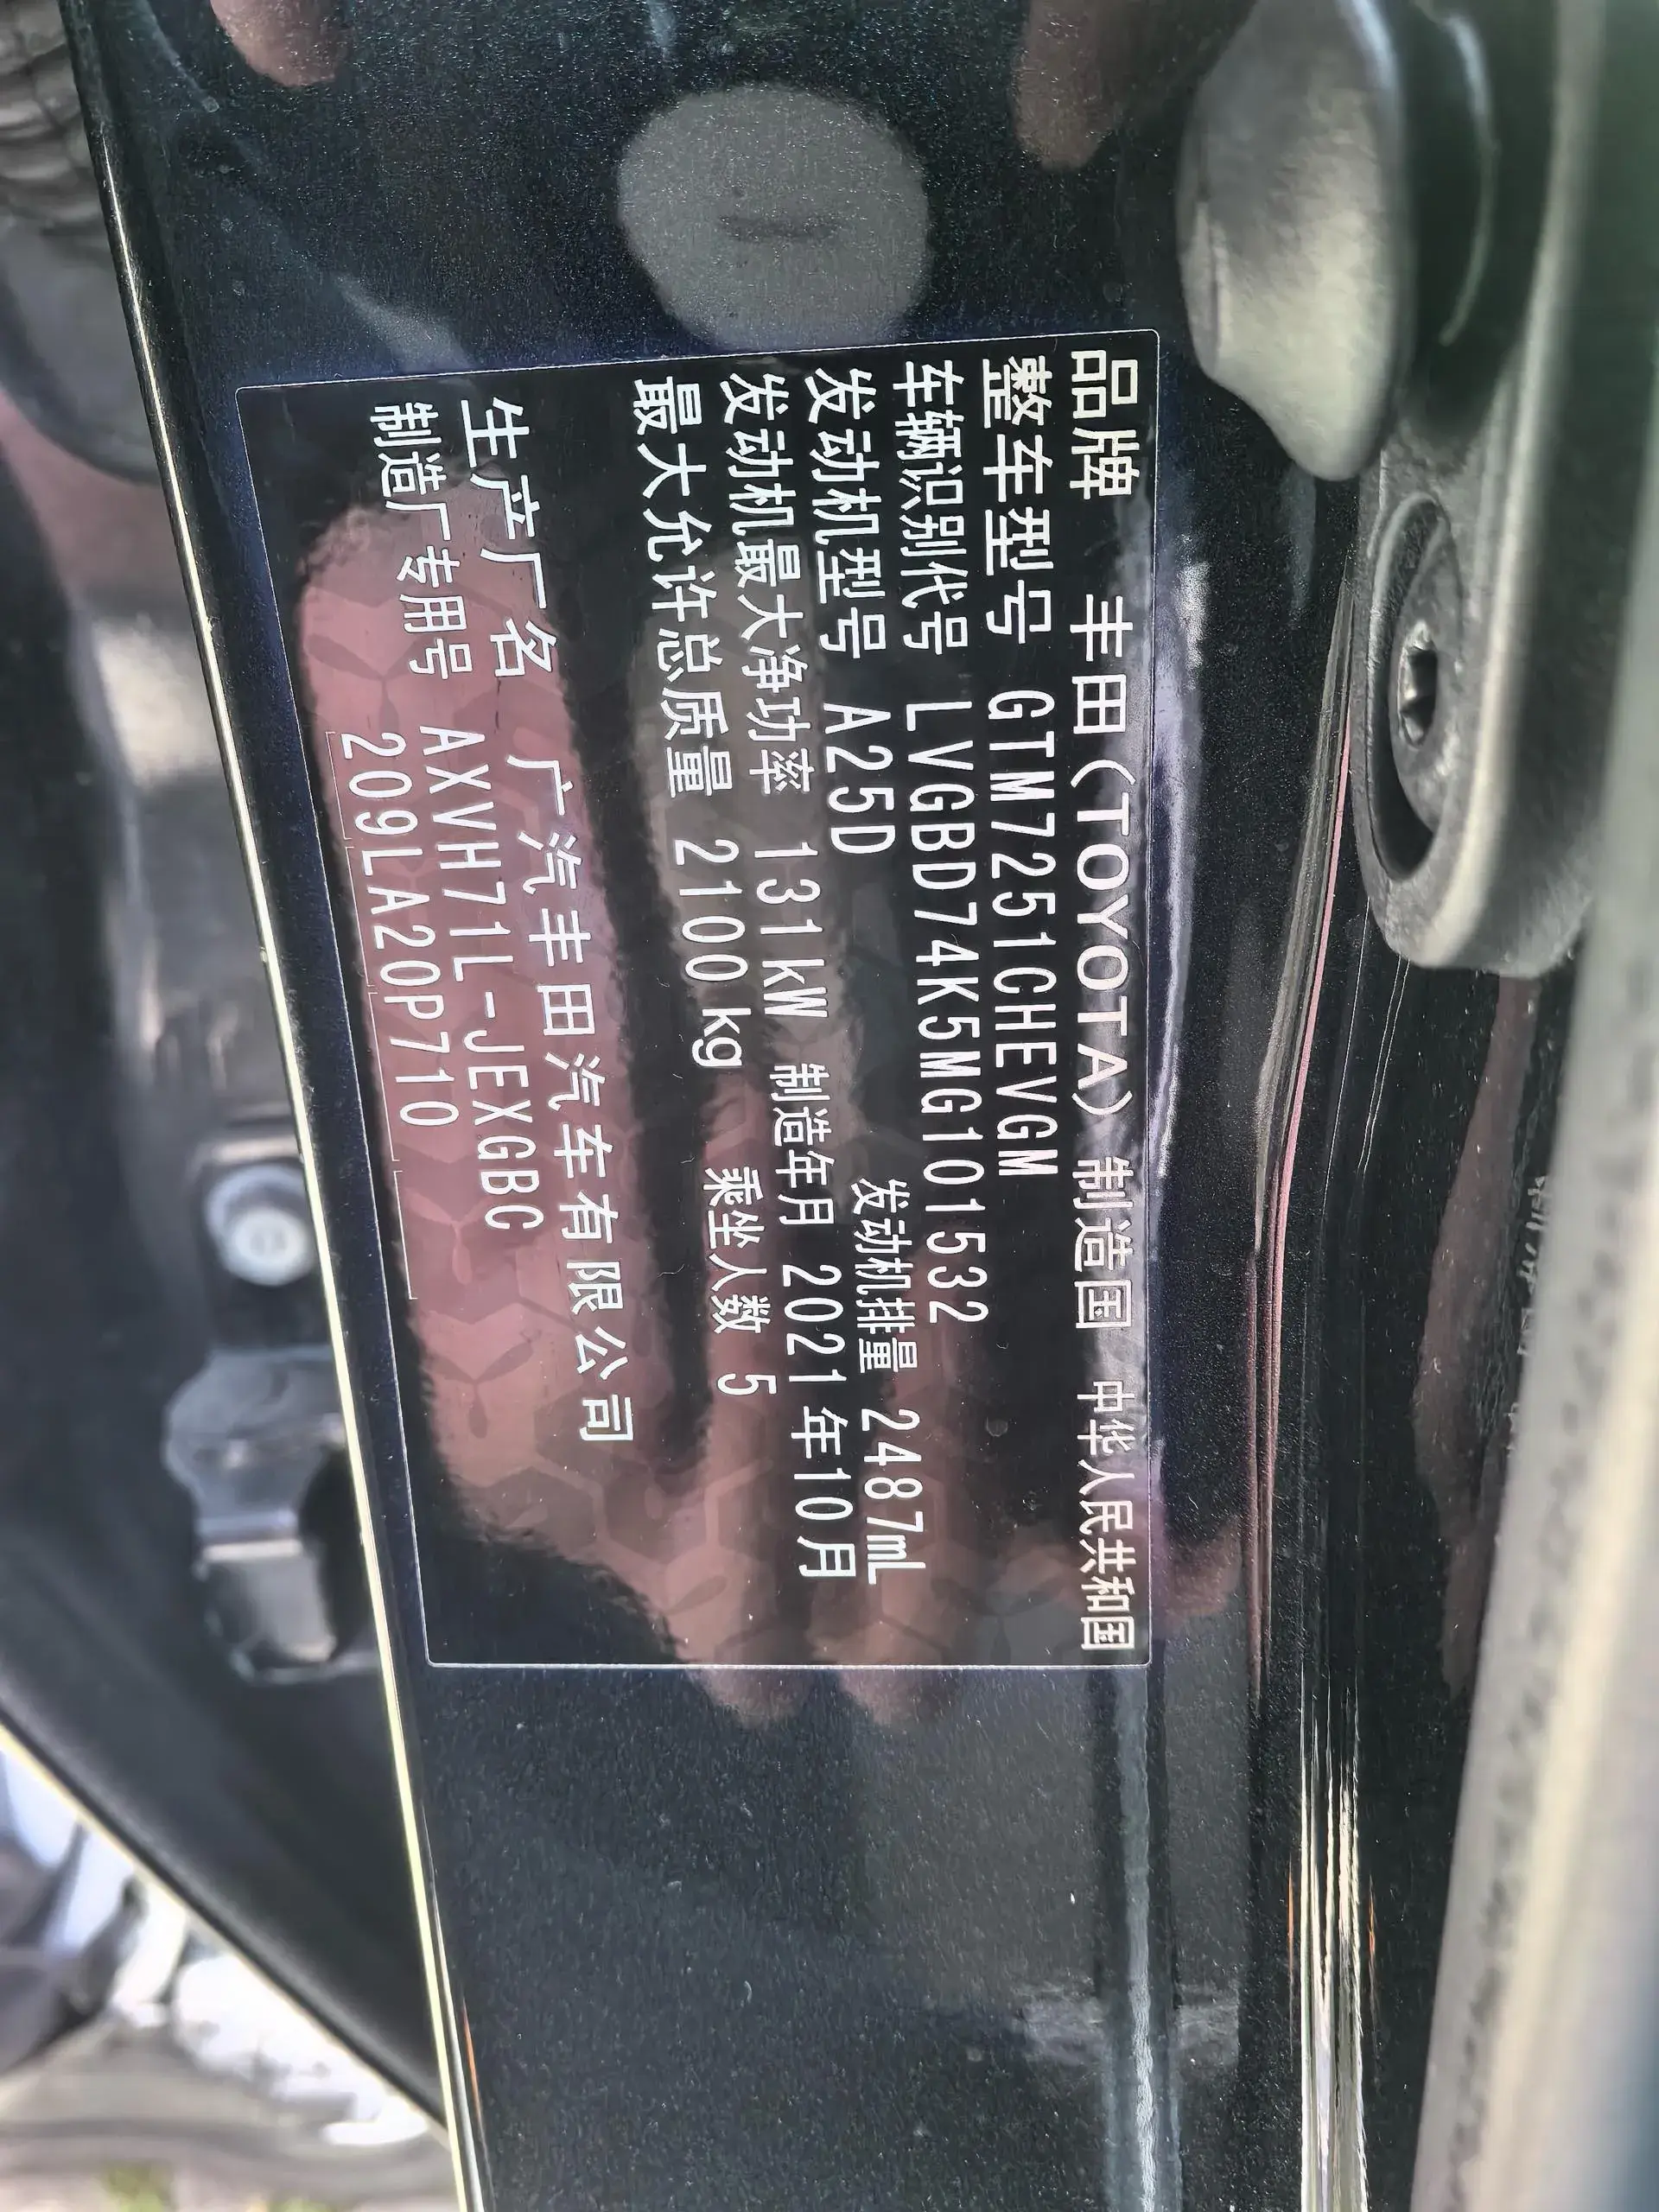 品牌 丰田(TOYOTA) 制造国 中华人民共和国
整车型号 GTM7251CHEVGM
车辆识别代号 LVGBD74K5MG101532
发动机型号 A25D 发动机排量 2487mL
发动机最大净功率 131kW 制造年月 2021年10月
最大允许总质量 2100kg 乘坐人数 5
生产厂名 广汽丰田汽车有限公司
制造厂专用号 AXVH71L-JEXGBC
209LA20P710